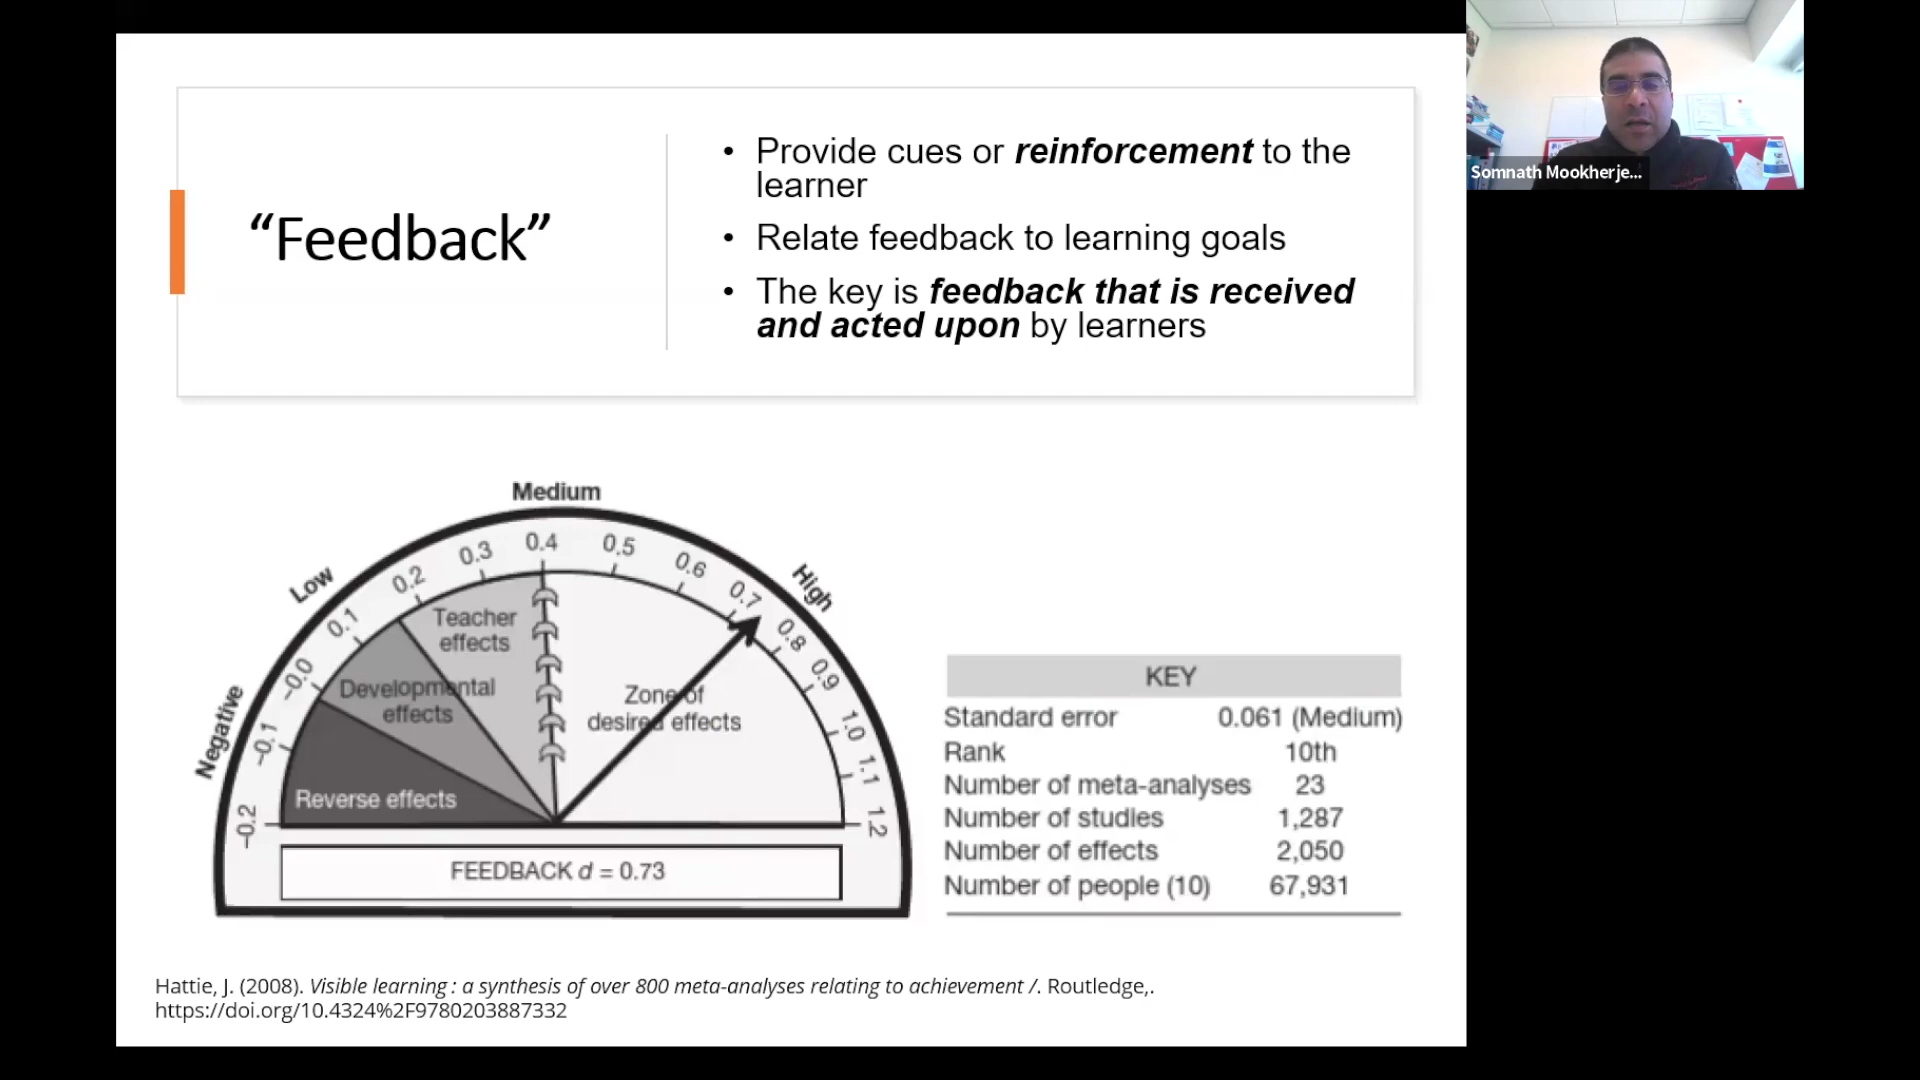 “Feedback”
• Provide cues or reinforcement to the
learner
• Relate feedback to learning goals
• The key is feedback that is received
and acted upon by learners
Somnath Mookherje...
Medium
Low
High
Negative
−0.2
−0.1
−0.0
0.1
0.2
0.3
0.4
0.5
0.6
0.7
0.8
0.9
1.0
1.1
1.2
Teacher
effects
Developmental
effects
Reverse effects
Zone of
desired effects
FEEDBACK d = 0.73
KEY
Standard error 0.061 (Medium)
Rank 10th
Number of meta-analyses 23
Number of studies 1,287
Number of effects 2,050
Number of people (10) 67,931
Hattie, J. (2008). Visible learning : a synthesis of over 800 meta-analyses relating to achievement /. Routledge,.
https://doi.org/10.4324%2F9780203887332